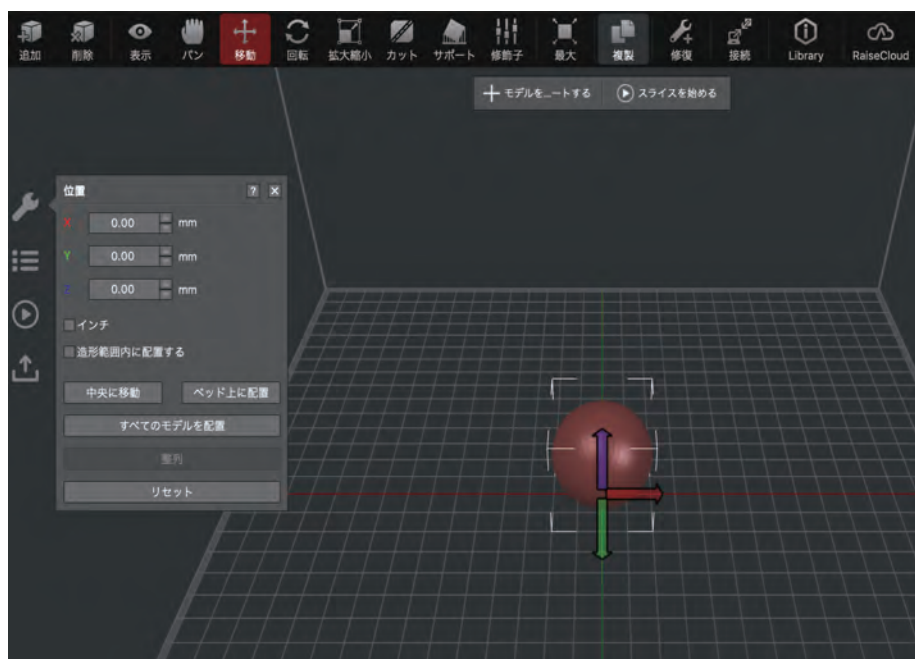 追加 削除 表示 パン 移動 回転 拡大縮小 カット サポート 修飾子 最大 複製 修復 接続 Library RaiseCloud
モデルを...ートする スライスを始める
位置 ? ×
X 0.00 mm
Y 0.00 mm
Z 0.00 mm
インチ
造形範囲内に配置する
中央に移動 ベッド上に配置
すべてのモデルを配置
整列
リセット